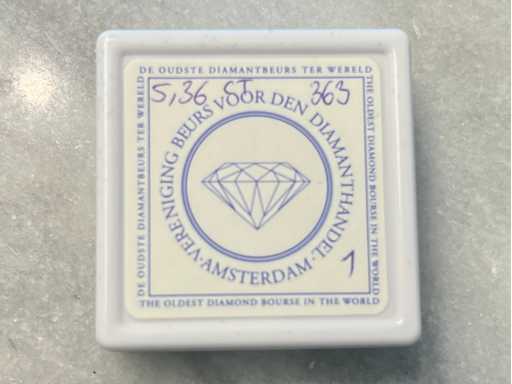 DE OUDSTE DIAMANTBEURS TER WERELD
THE OLDEST DIAMOND BOURSE IN THE WORLD
DE OUDSTE DIAMANTBEURS TER WERELD
5,36 CT 363
VERENIGING BEURS VOOR DEN DIAMANTHANDEL
· AMSTERDAM ·
1
THE OLDEST DIAMOND BOURSE IN THE WORLD